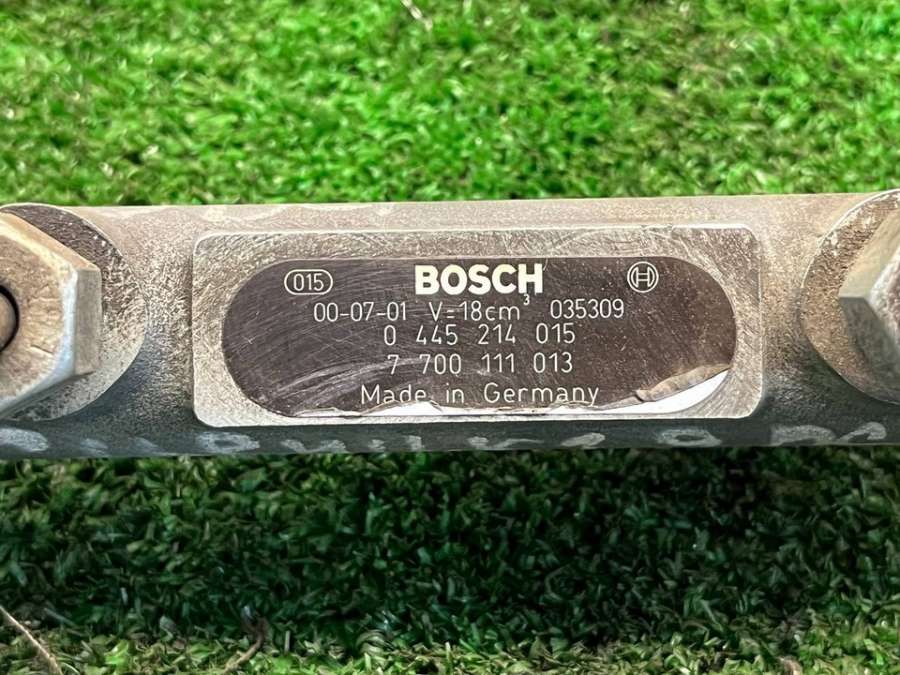 015 BOSCH
00-07-01 V=18cm³ 035309
0 445 214 015
7 700 111 013
Made in Germany